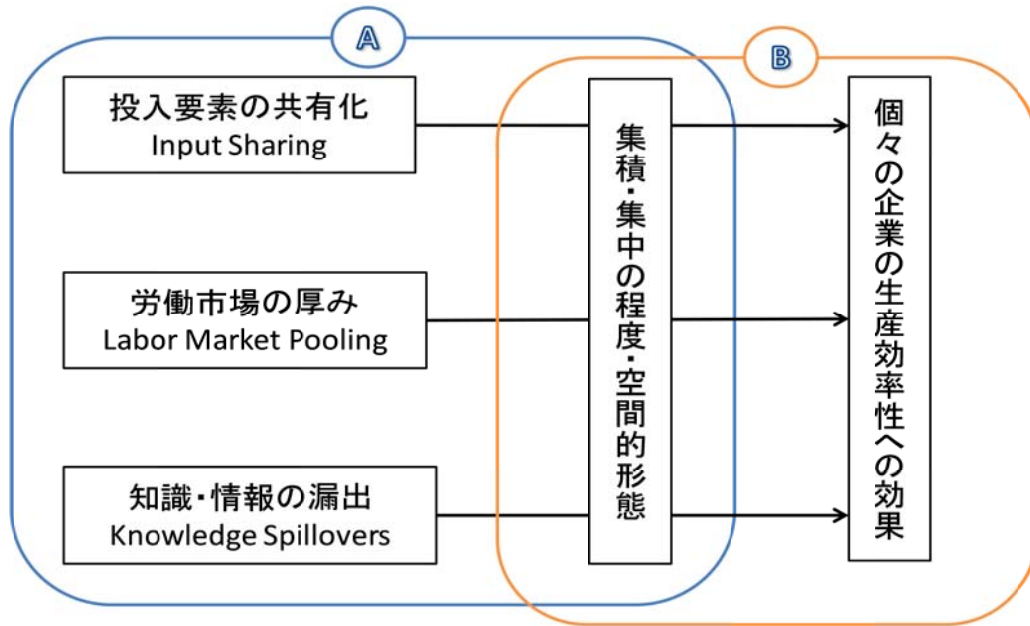 A
B
投入要素の共有化
Input Sharing
労働市場の厚み
Labor Market Pooling
知識・情報の漏出
Knowledge Spillovers
集積・集中の程度・空間的形態
個々の企業の生産効率性への効果